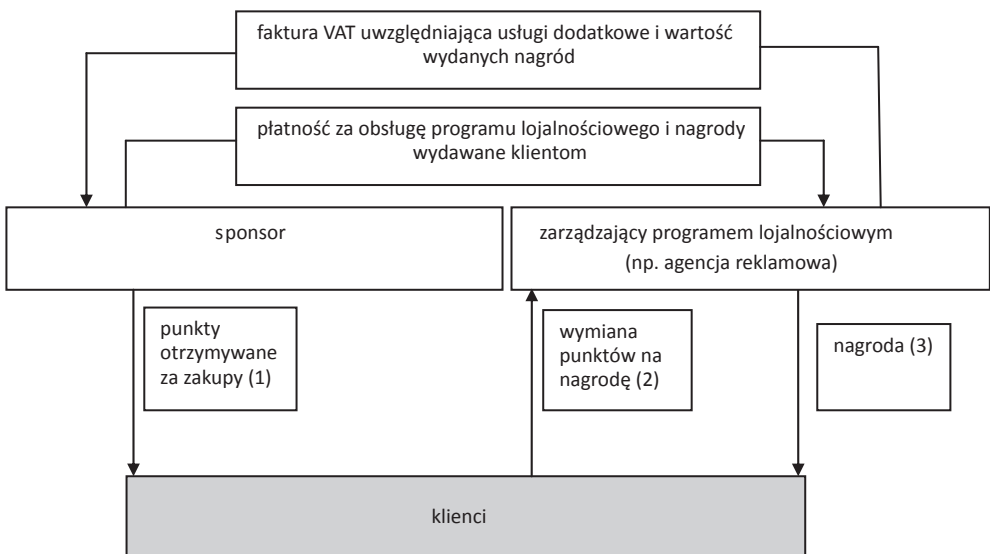 faktura VAT uwzględniająca usługi dodatkowe i wartość
wydanych nagród
płatność za obsługę programu lojalnościowego i nagrody
wydawane klientom
sponsor
zarządzający programem lojalnościowym
(np. agencja reklamowa)
punkty
otrzymywane
za zakupy (1)
wymiana
punktów na
nagrodę (2)
nagroda (3)
klienci